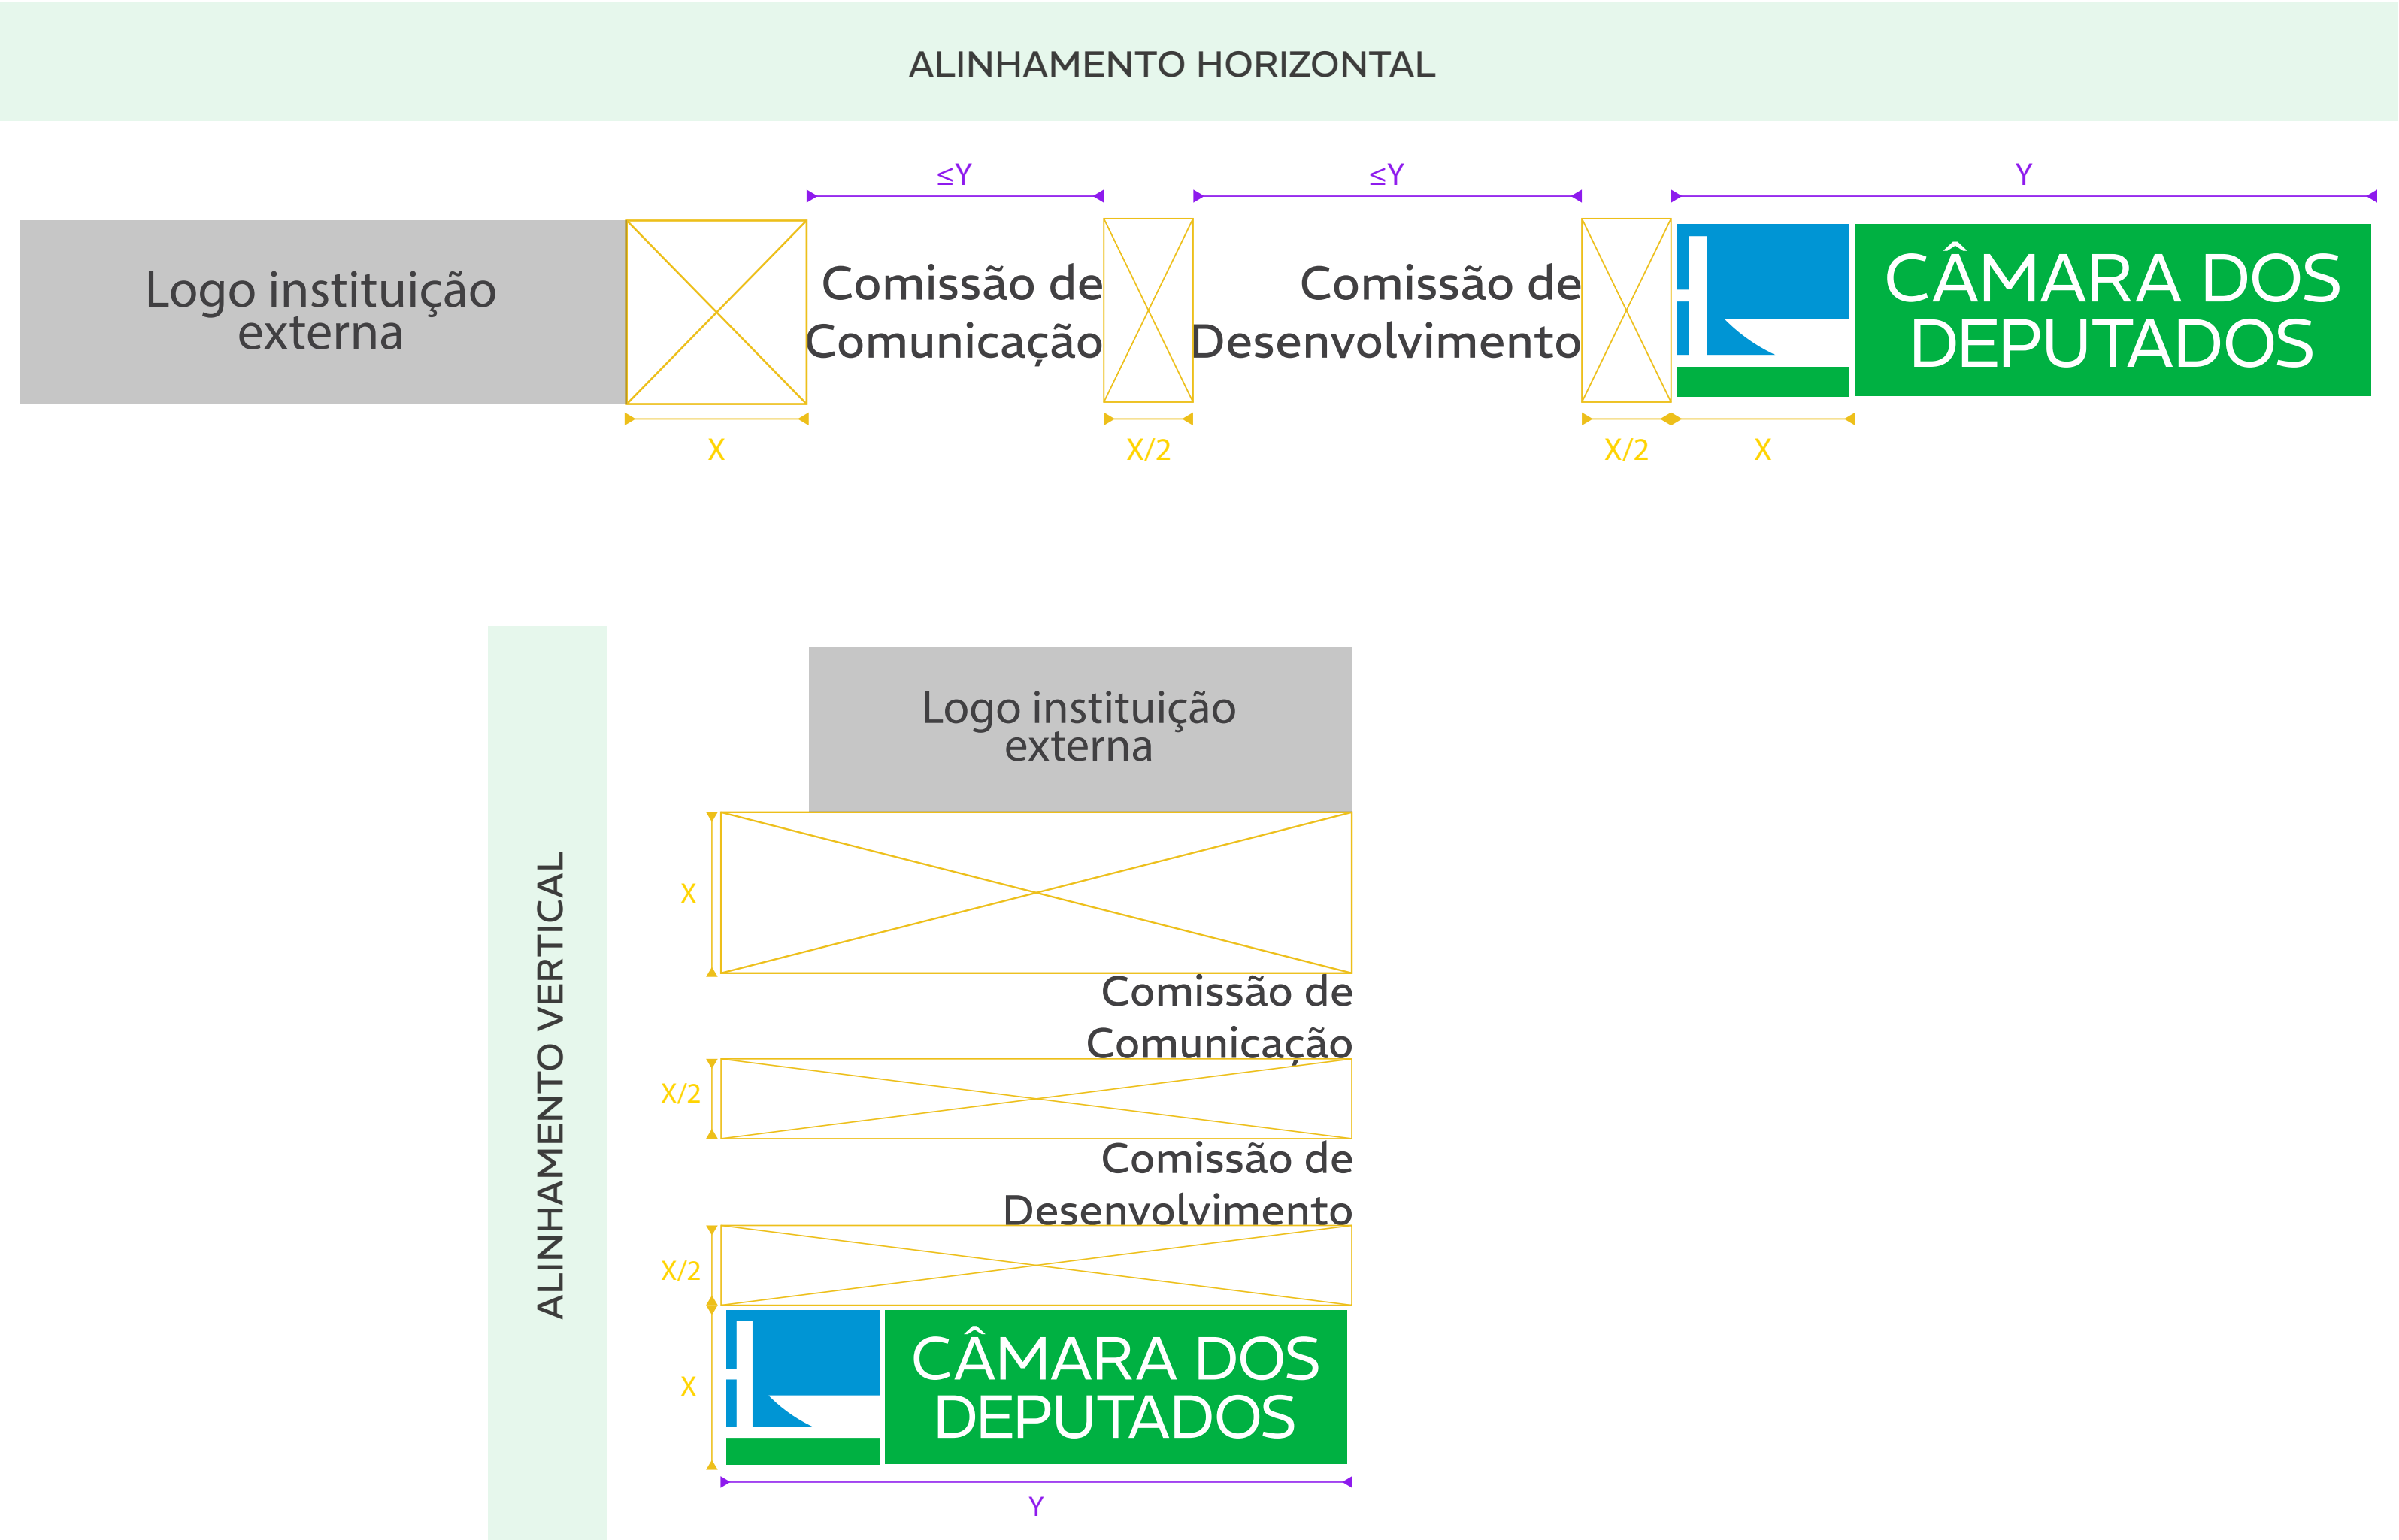 ALINHAMENTO HORIZONTAL
≤Y
≤Y
Y
Logo instituição
externa
Comissão de
Comunicação
Comissão de
Desenvolvimento
CÂMARA DOS
DEPUTADOS
X
X/2
X/2
X
ALINHAMENTO VERTICAL
Logo instituição
externa
X
Comissão de
Comunicação
X/2
Comissão de
Desenvolvimento
X/2
CÂMARA DOS
DEPUTADOS
X
Y